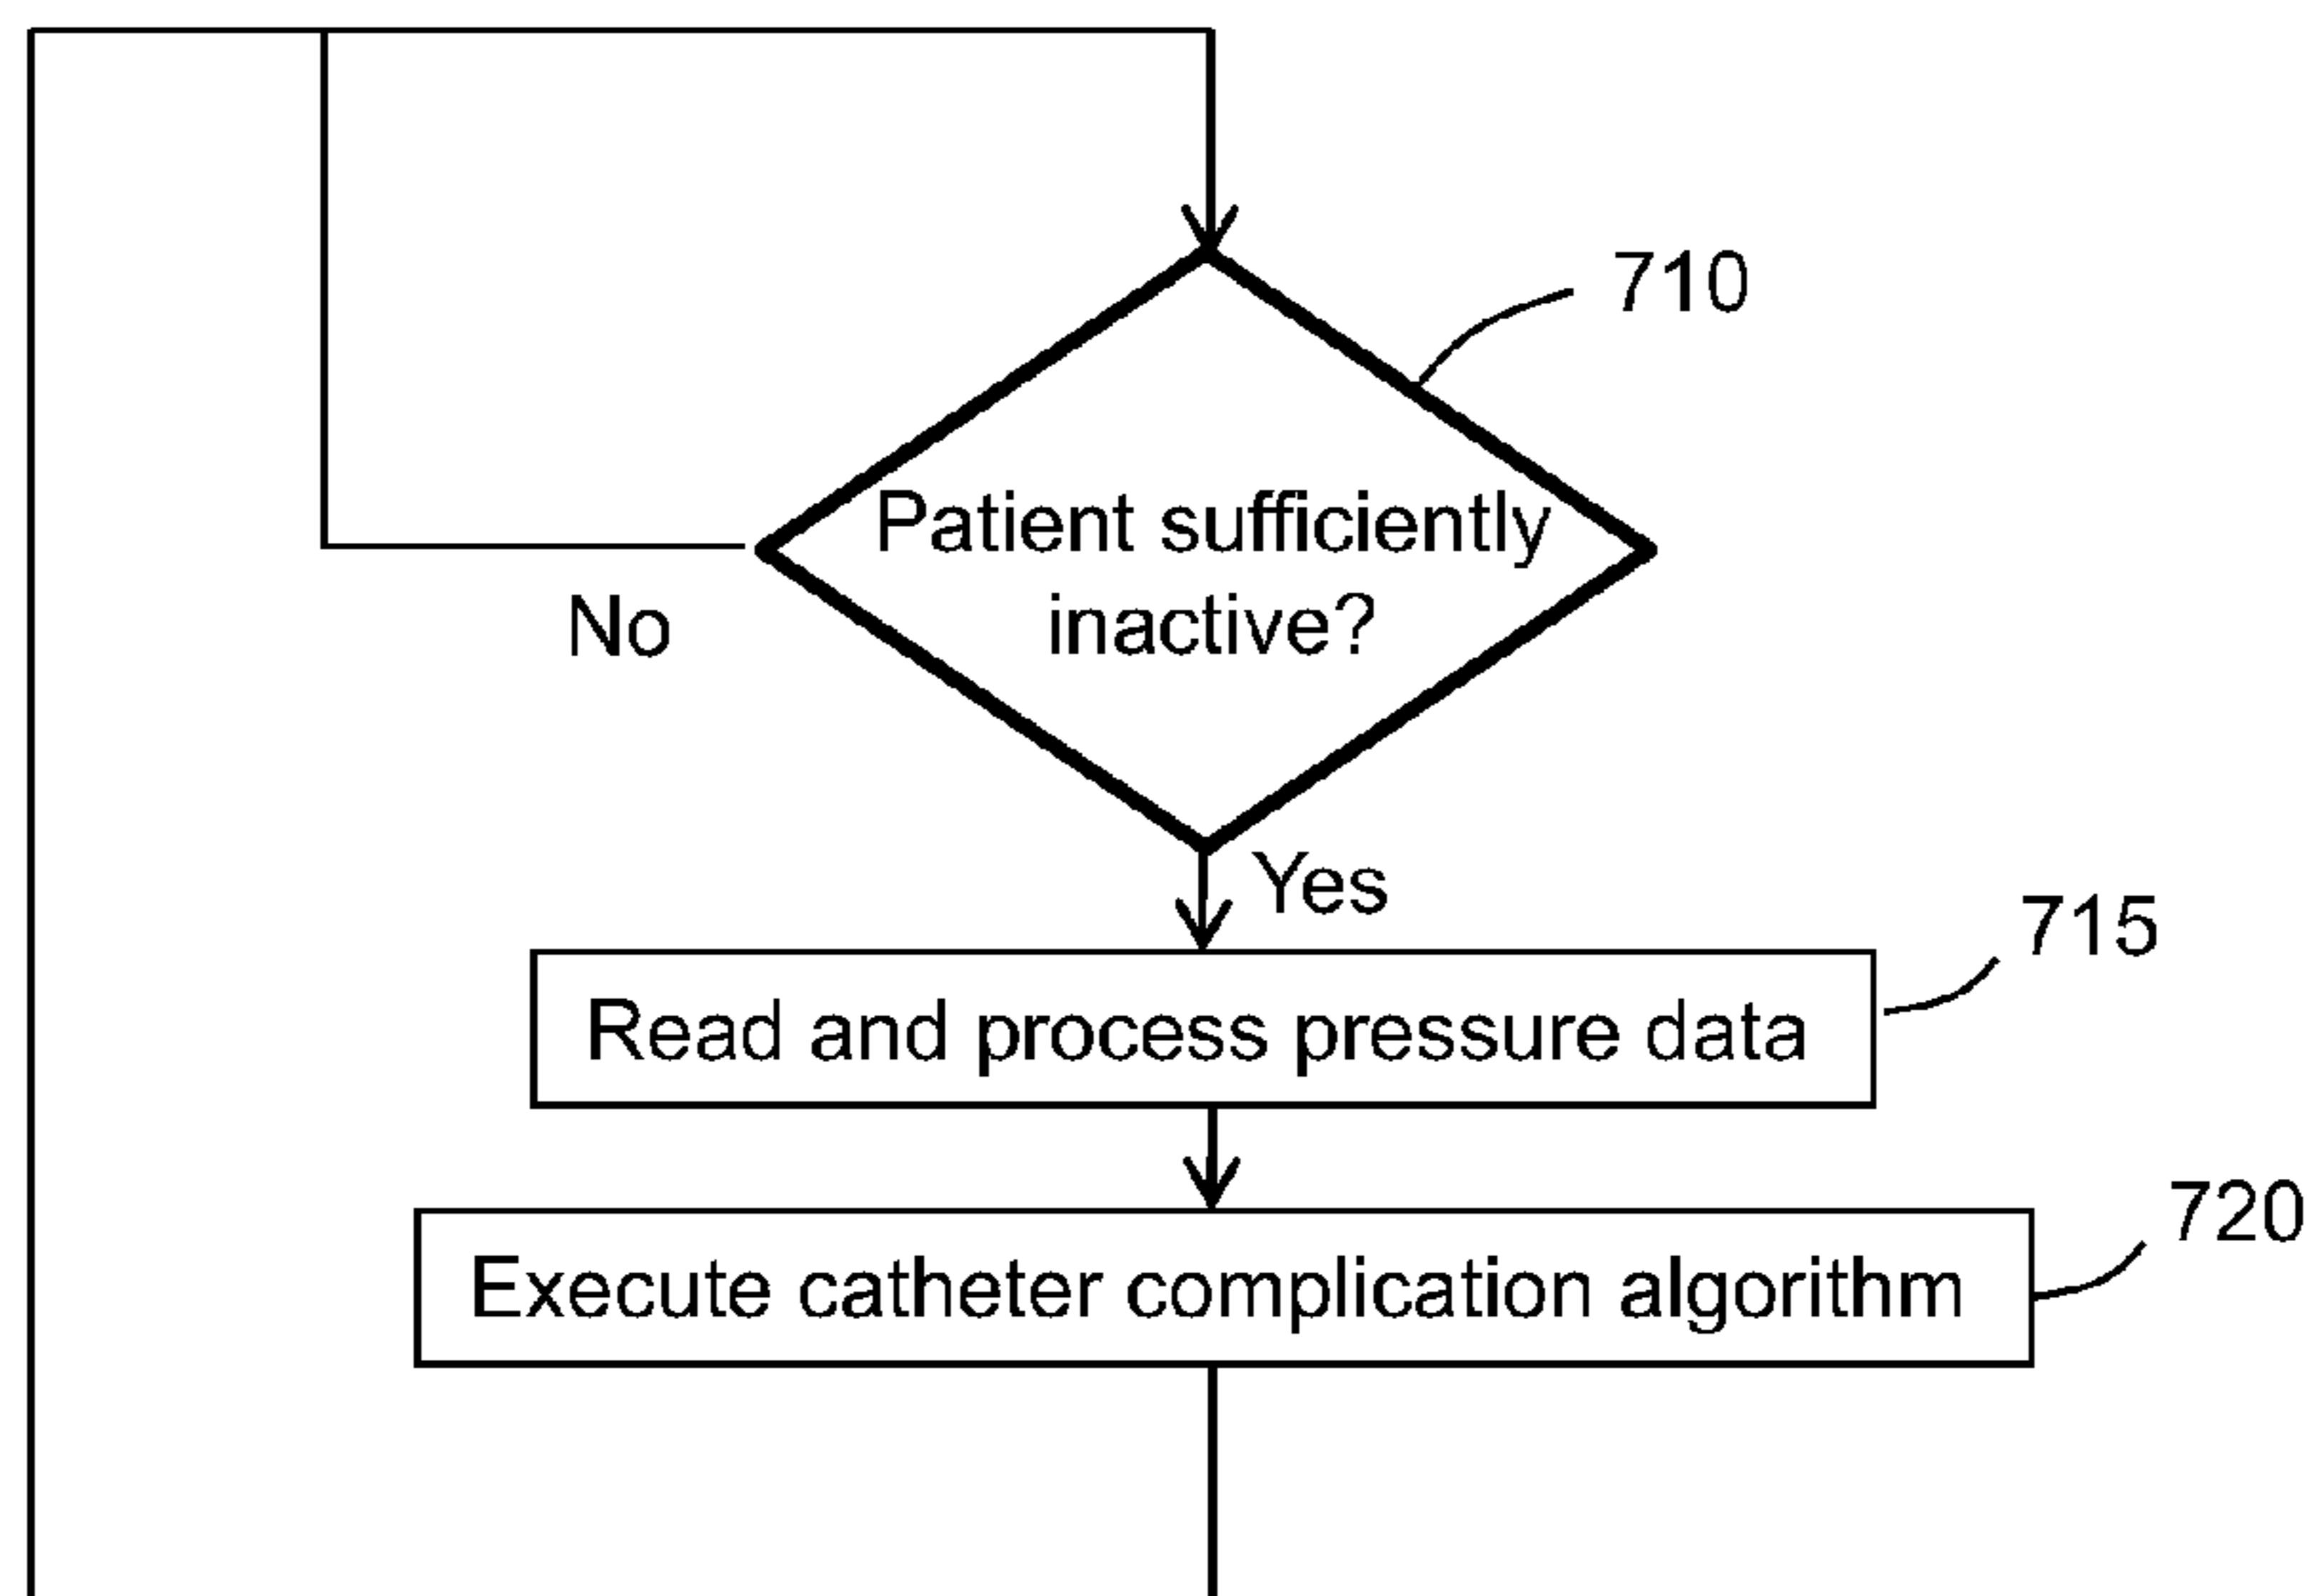 710
Patient sufficiently
inactive?
No
Yes
715
Read and process pressure data
720
Execute catheter complication algorithm